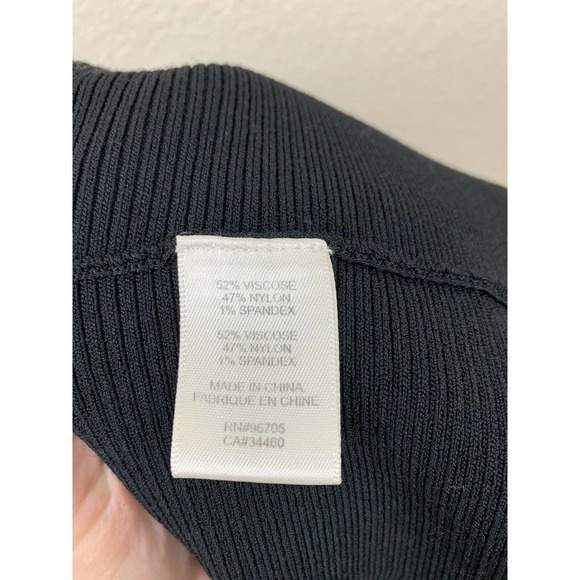 52% VISCOSE
47% NYLON
1% SPANDEX
52% VISCOSE
47% NYLON
1% SPANDEX
MADE IN CHINA
FABRIQUE EN CHINE
RN#96705
CA#34460